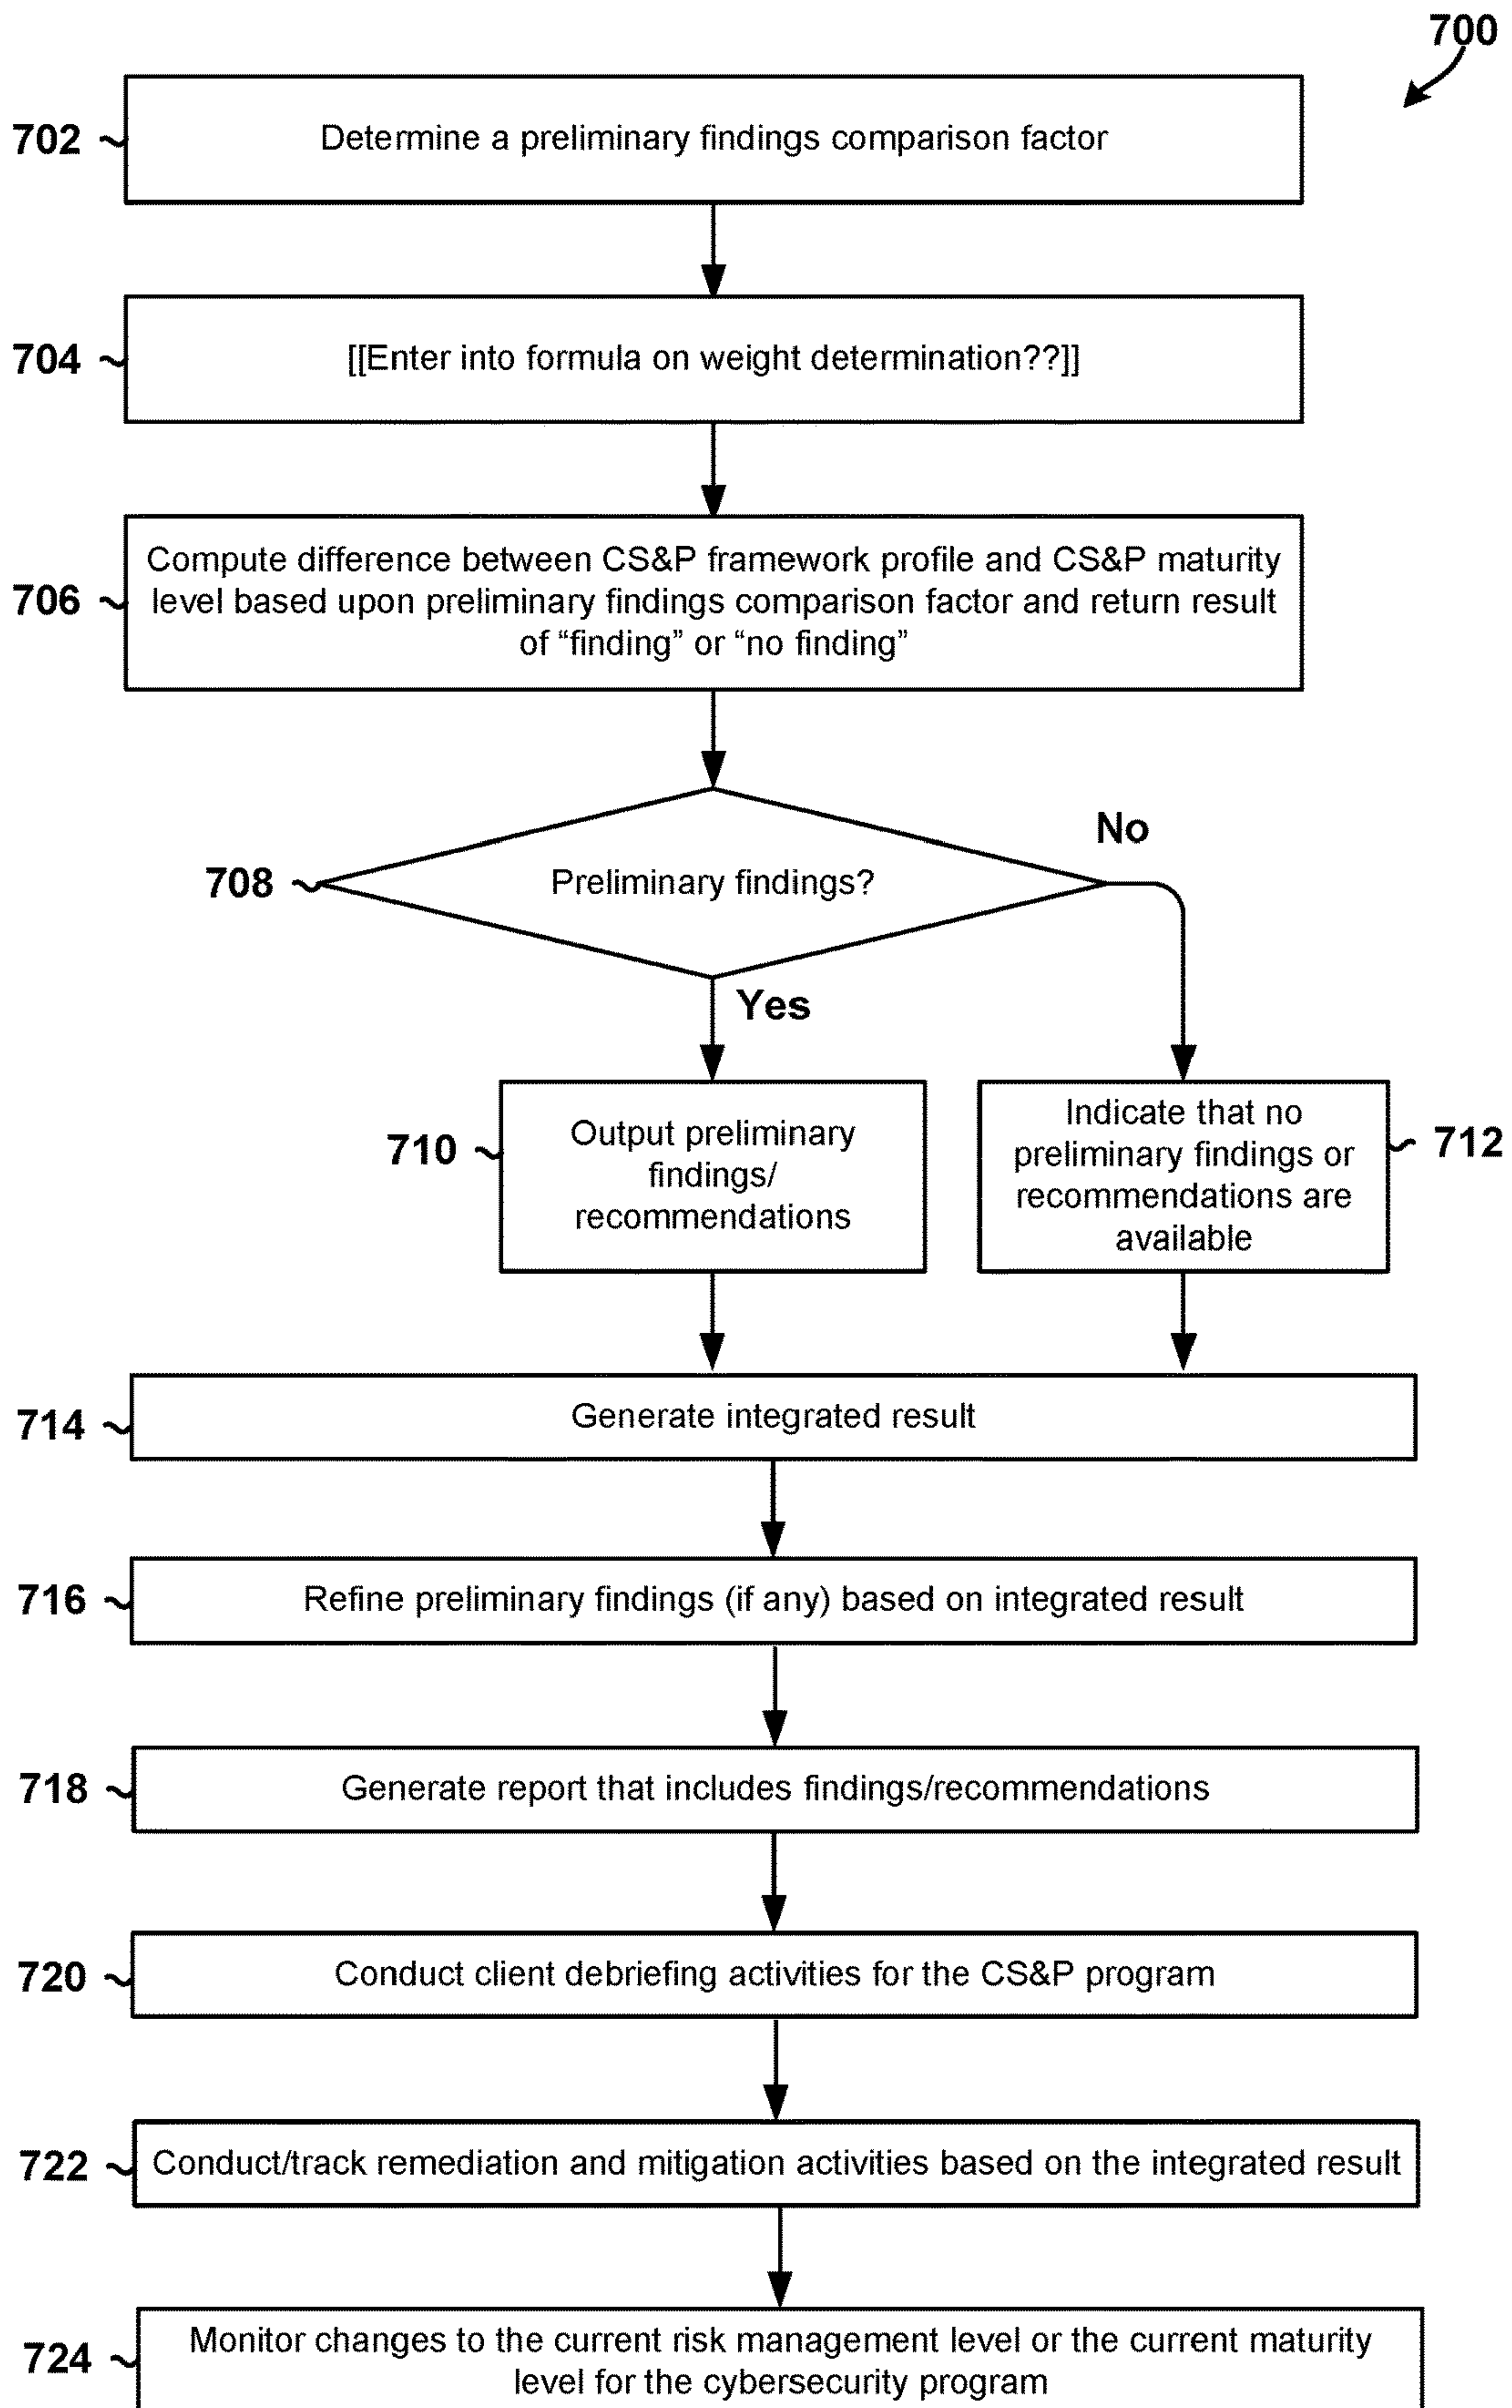 700
702
Determine a preliminary findings comparison factor
704
[[Enter into formula on weight determination??]]
706
Compute difference between CS&P framework profile and CS&P maturity
level based upon preliminary findings comparison factor and return result
of “finding” or “no finding”
708
Preliminary findings?
No
Yes
710
Output preliminary
findings/
recommendations
Indicate that no
preliminary findings or
recommendations are
available
712
714
Generate integrated result
716
Refine preliminary findings (if any) based on integrated result
718
Generate report that includes findings/recommendations
720
Conduct client debriefing activities for the CS&P program
722
Conduct/track remediation and mitigation activities based on the integrated result
724
Monitor changes to the current risk management level or the current maturity
level for the cybersecurity program